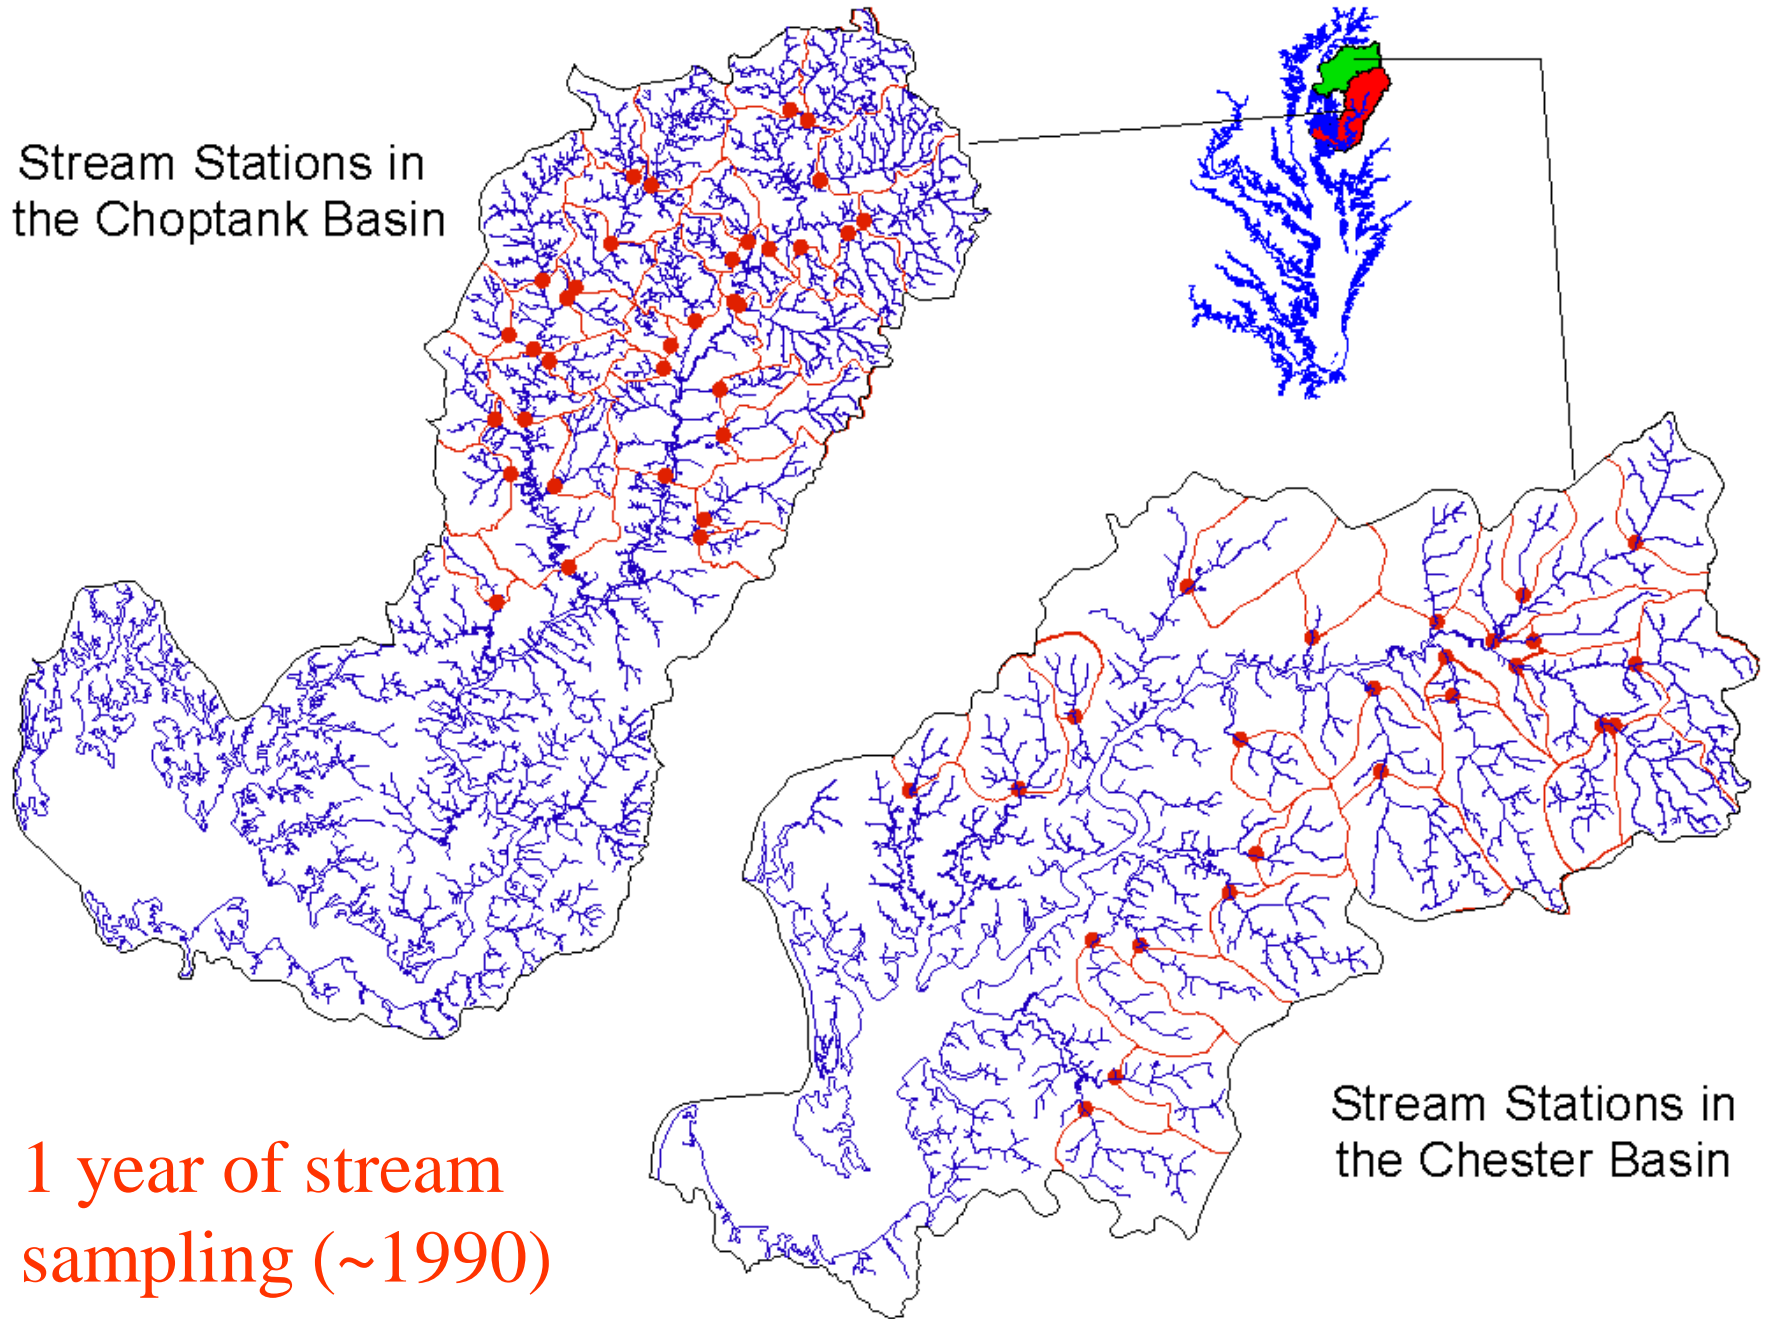 Stream Stations in
the Choptank Basin
Stream Stations in
the Chester Basin
1 year of stream
sampling (~1990)